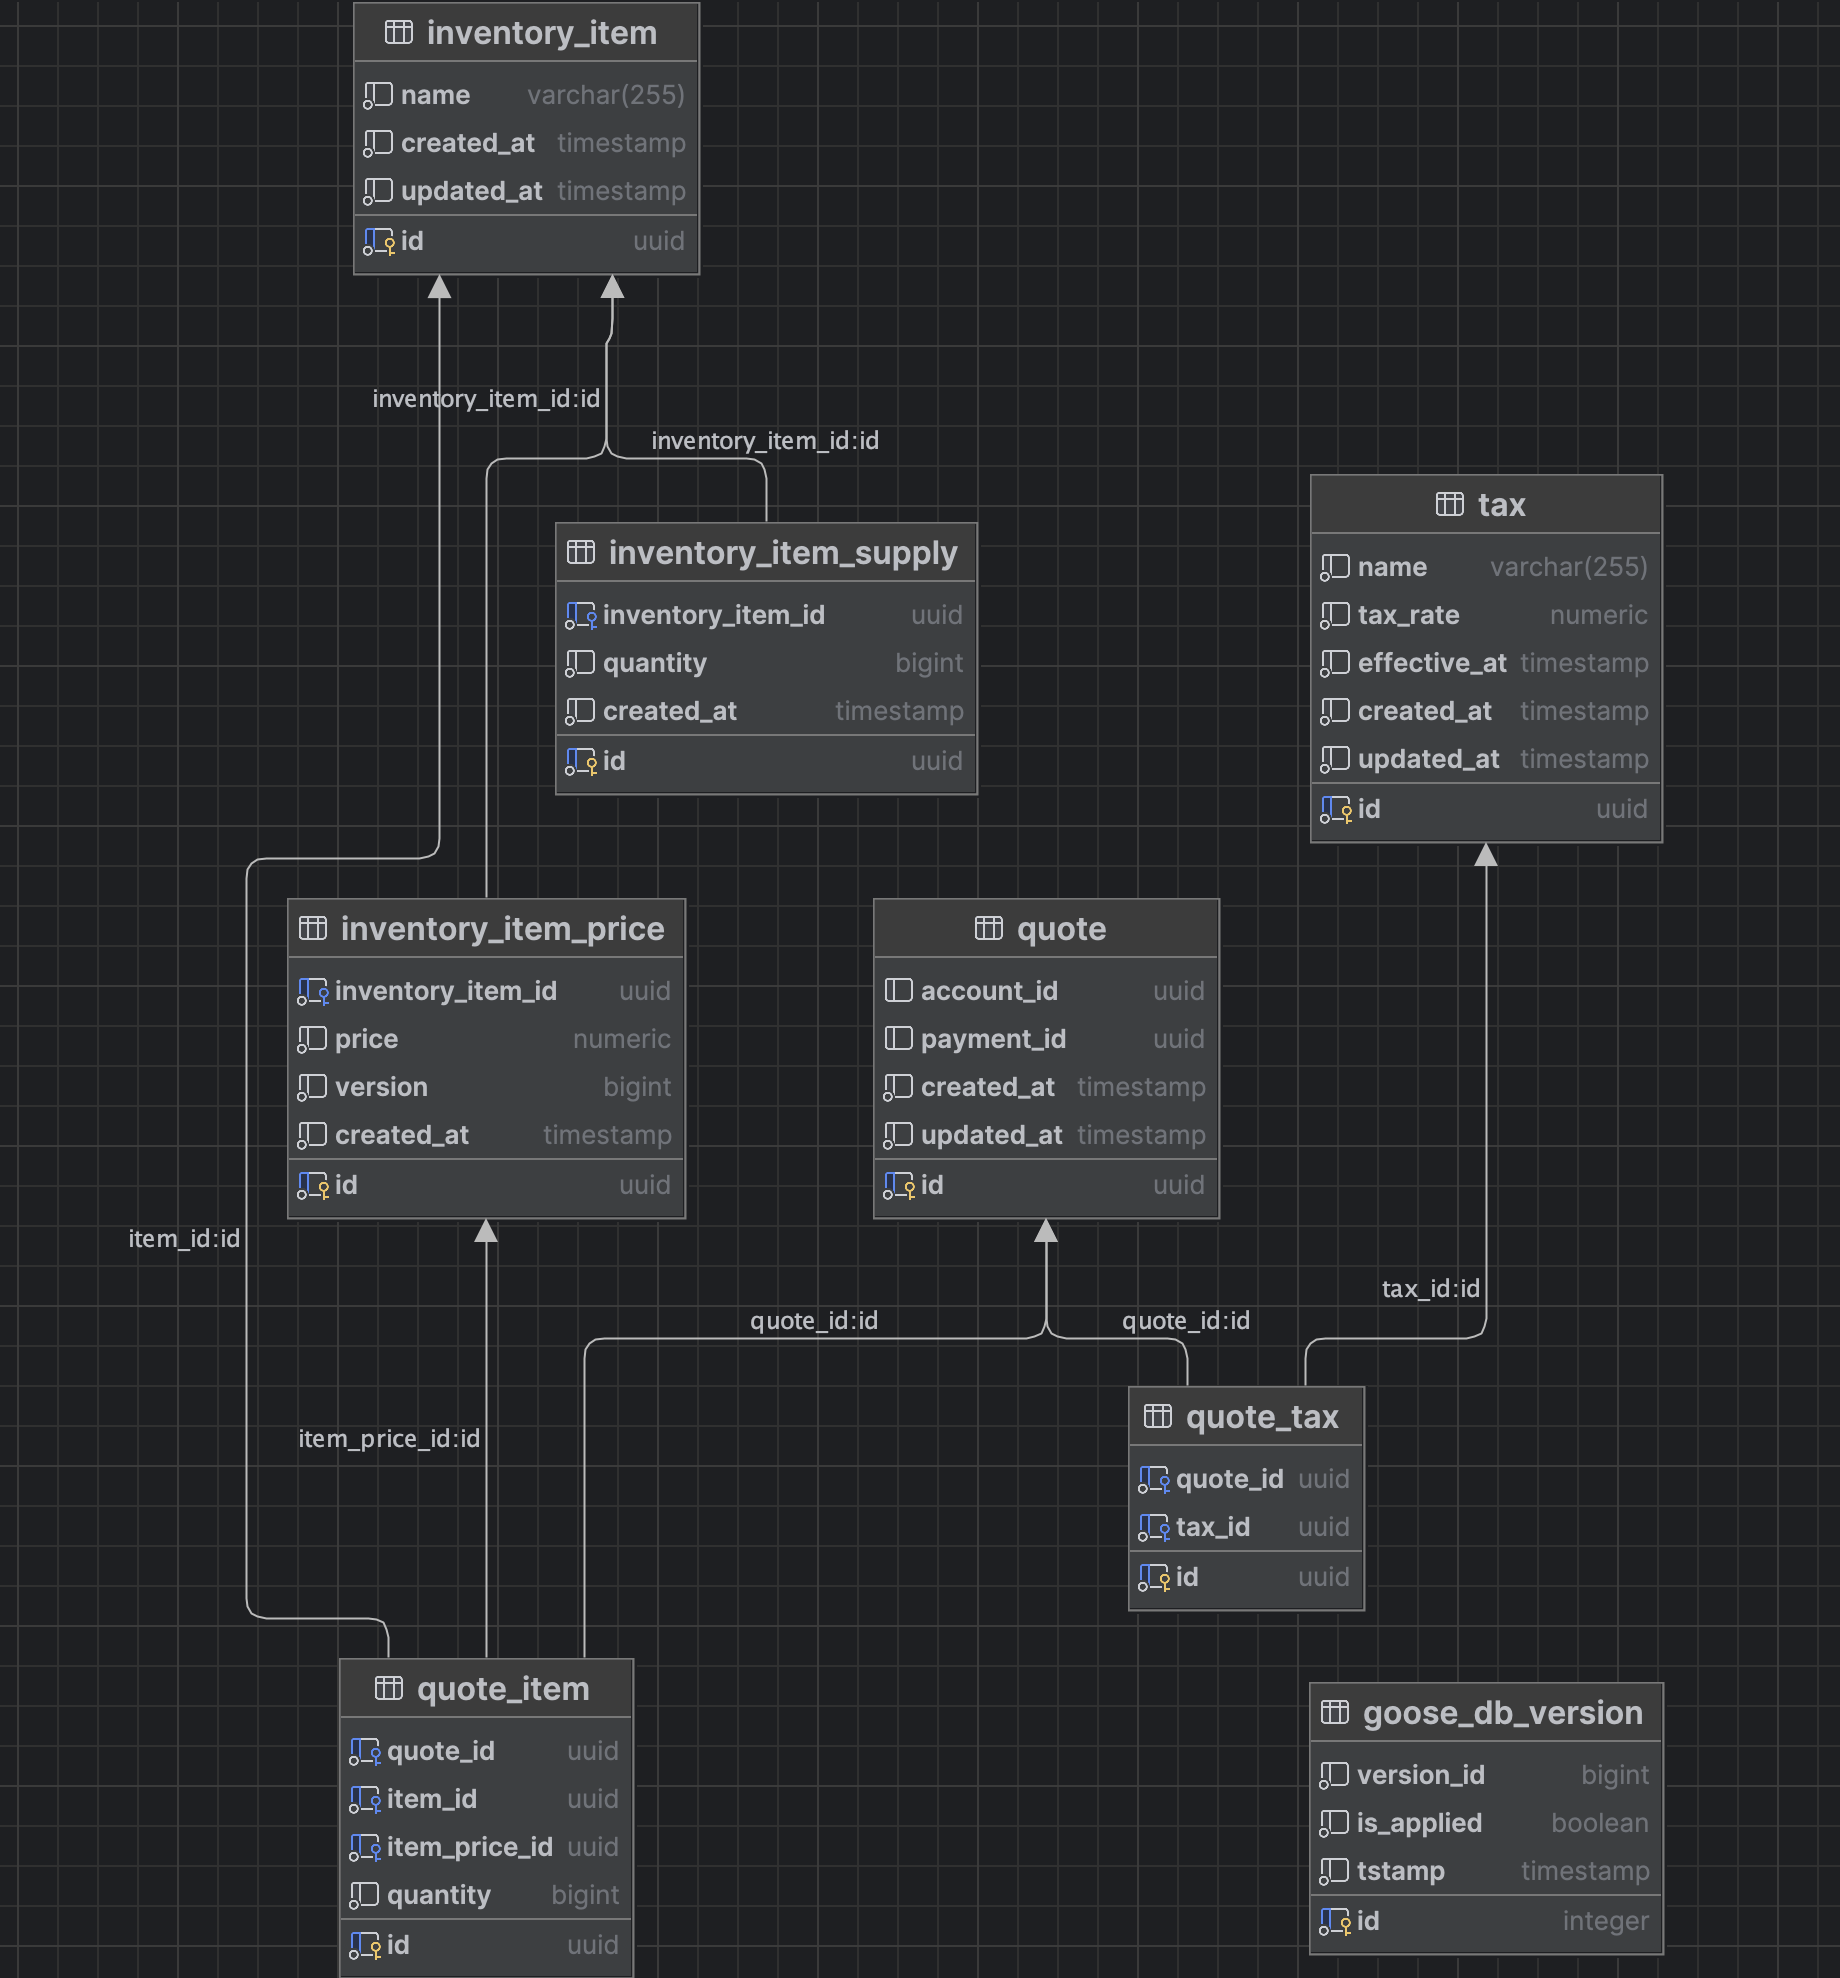 inventory_item
name varchar(255)
created_at timestamp
updated_at timestamp
id uuid
inventory_item_id:id
inventory_item_id:id
inventory_item_supply
inventory_item_id uuid
quantity bigint
created_at timestamp
id uuid
tax
name varchar(255)
tax_rate numeric
effective_at timestamp
created_at timestamp
updated_at timestamp
id uuid
inventory_item_price
inventory_item_id uuid
price numeric
version bigint
created_at timestamp
id uuid
quote
account_id uuid
payment_id uuid
created_at timestamp
updated_at timestamp
id uuid
item_id:id
tax_id:id
quote_id:id
quote_id:id
item_price_id:id
quote_tax
quote_id uuid
tax_id uuid
id uuid
quote_item
quote_id uuid
item_id uuid
item_price_id uuid
quantity bigint
id uuid
goose_db_version
version_id bigint
is_applied boolean
tstamp timestamp
id integer